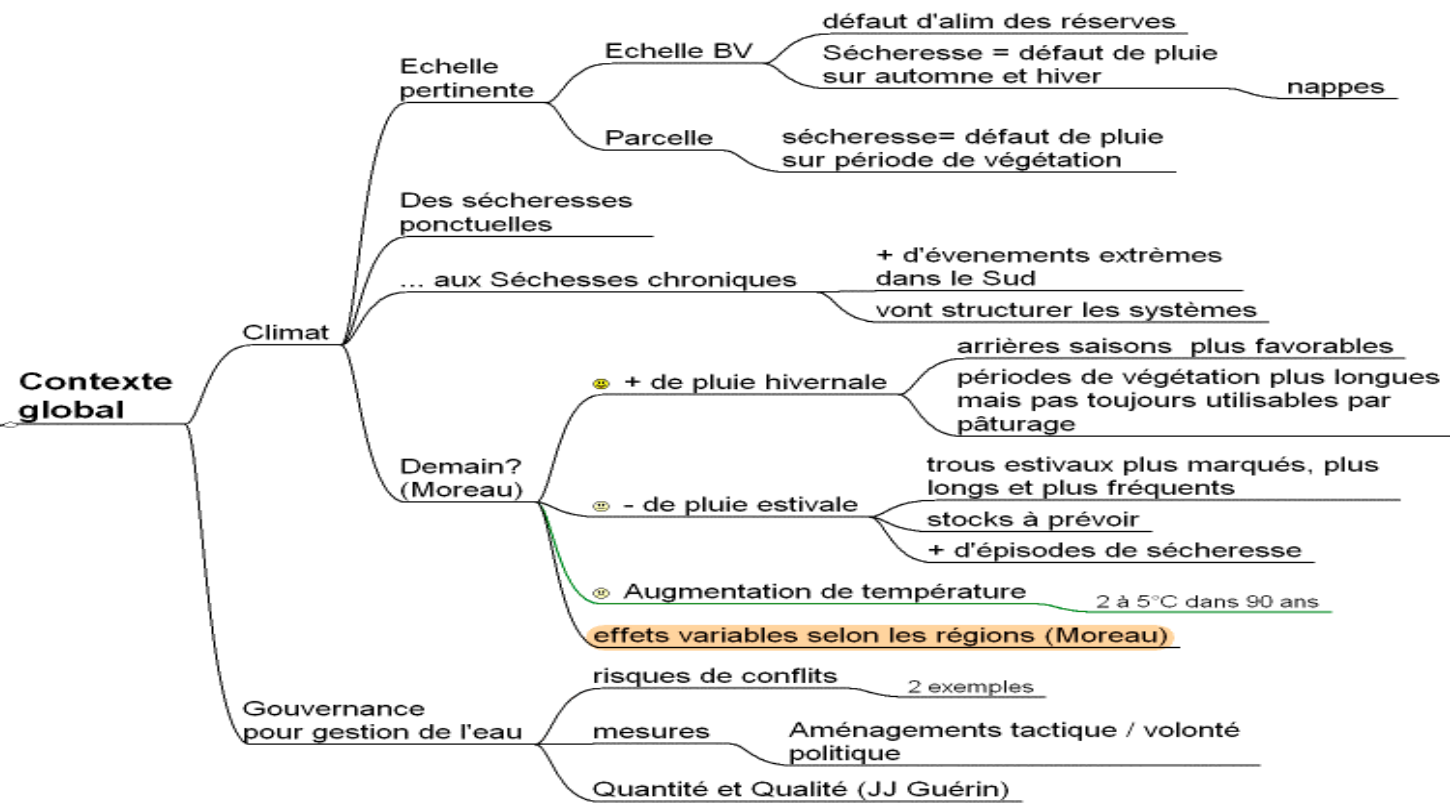 Contexte
global
Climat
Echelle
pertinente
Echelle BV
défaut d'alim des réserves
Sécheresse = défaut de pluie
sur automne et hiver
nappes
Parcelle
sécheresse= défaut de pluie
sur période de végétation
Des sécheresses
ponctuelles
... aux Séchesses chroniques
+ d'évenements extrèmes
dans le Sud
vont structurer les systèmes
Demain?
(Moreau)
+ de pluie hivernale
arrières saisons plus favorables
périodes de végétation plus longues
mais pas toujours utilisables par
pâturage
- de pluie estivale
trous estivaux plus marqués, plus
longs et plus fréquents
stocks à prévoir
+ d'épisodes de sécheresse
Augmentation de température
2 à 5°C dans 90 ans
effets variables selon les régions (Moreau)
Gouvernance
pour gestion de l'eau
risques de conflits
2 exemples
mesures
Aménagements tactique / volonté
politique
Quantité et Qualité (JJ Guérin)